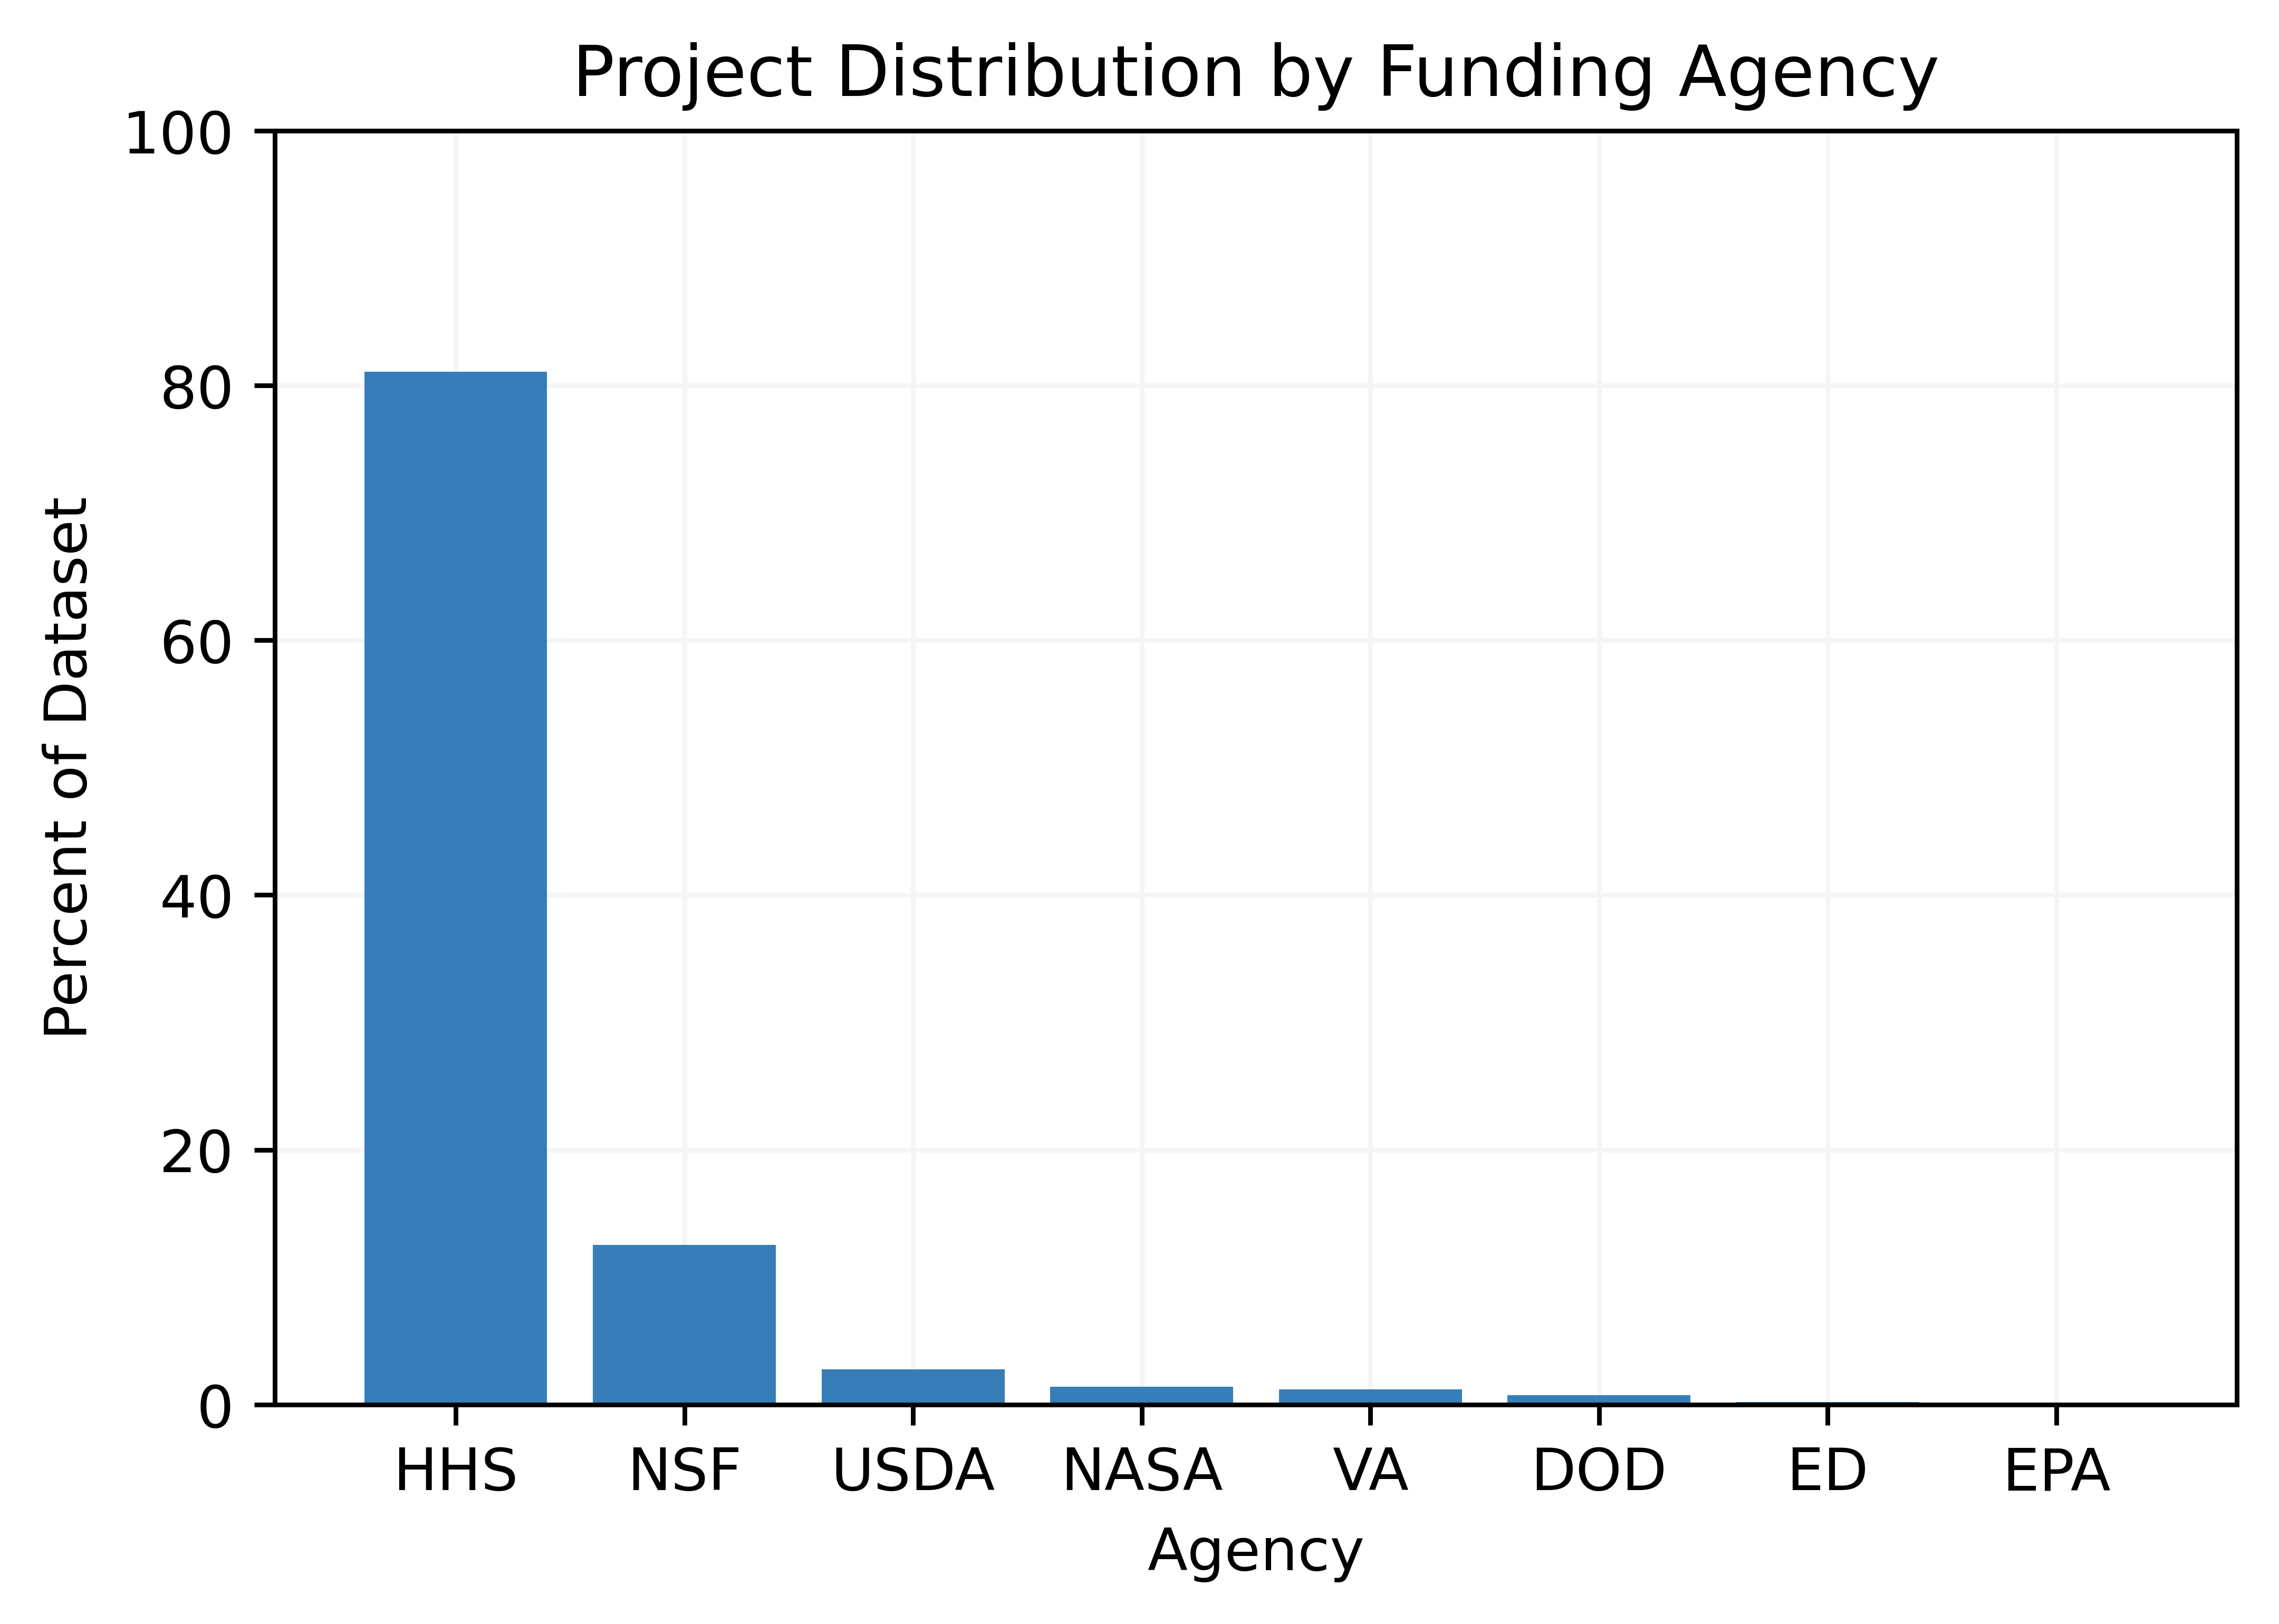 Project Distribution by Funding Agency
100
80
60
40
20
0
Percent of Dataset
HHS NSF USDA NASA VA DOD ED EPA
Agency